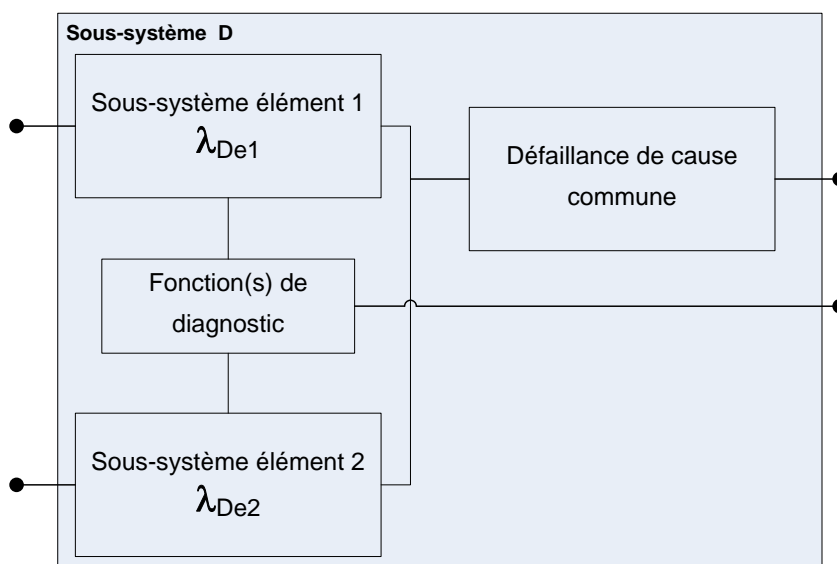 Sous-système D
Sous-système élément 1
λDe1
Défaillance de cause
commune
Fonction(s) de
diagnostic
Sous-système élément 2
λDe2